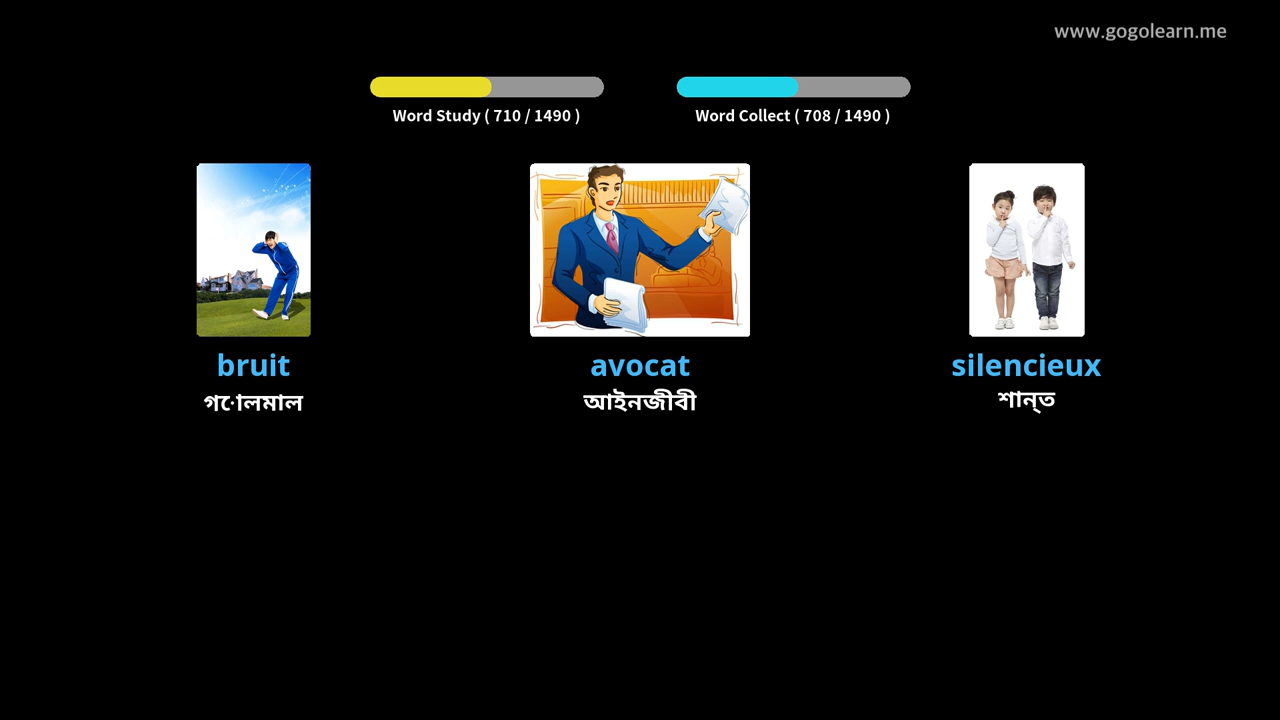 www.gogolearn.me
Word Study ( 710 / 1490 )
Word Collect ( 708 / 1490 )
bruit
avocat
silencieux
গোলমাল
আইনজীবী
শান্ত